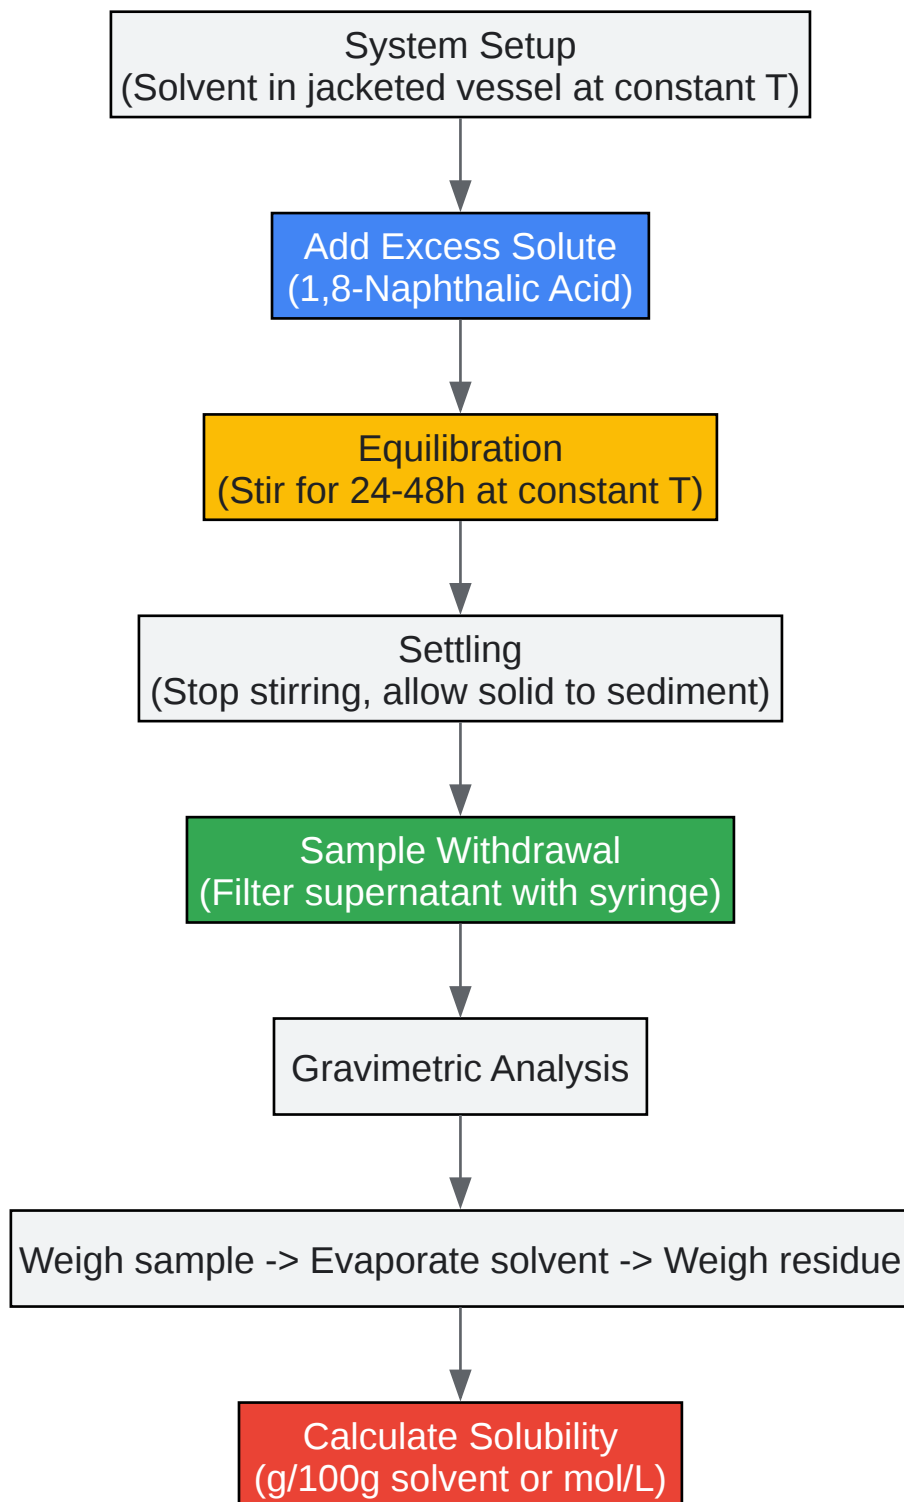 System Setup
(Solvent in jacketed vessel at constant T)
Add Excess Solute
(1,8-Naphthalic Acid)
Equilibration
(Stir for 24-48h at constant T)
Settling
(Stop stirring, allow solid to sediment)
Sample Withdrawal
(Filter supernatant with syringe)
Gravimetric Analysis
Weigh sample -> Evaporate solvent -> Weigh residue
Calculate Solubility
(g/100g solvent or mol/L)